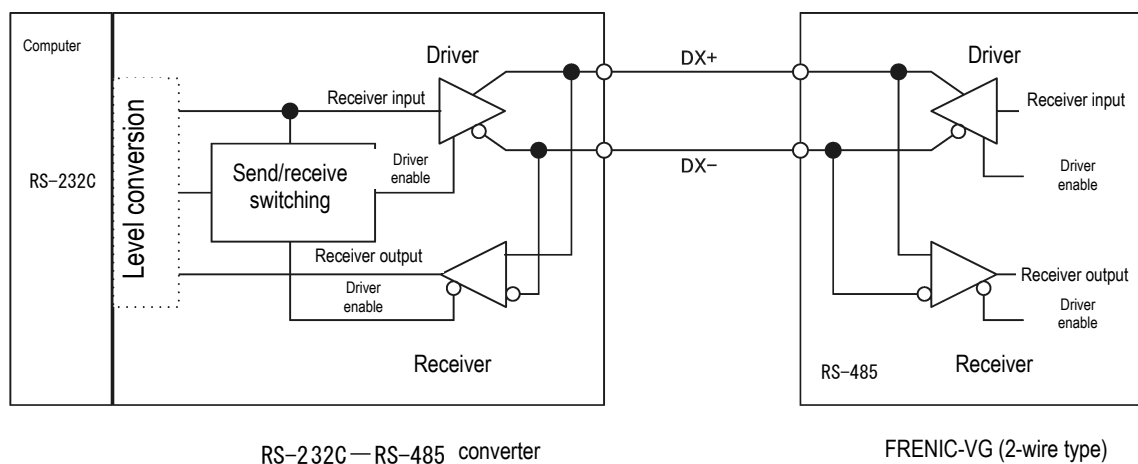 Computer
RS-232C
Level conversion
Send/receive
switching
Driver
Receiver input
Driver
enable
Receiver output
Driver
enable
Receiver
DX+
DX-
Driver
Receiver input
Driver
enable
Receiver output
Driver
enable
RS-485
Receiver
RS-232C—RS-485 converter
FRENIC-VG (2-wire type)